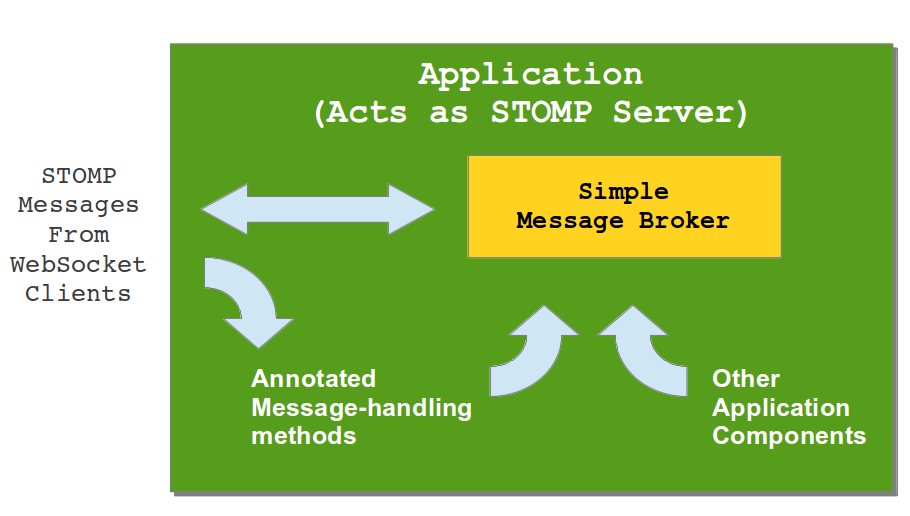 Application
(Acts as STOMP Server)
STOMP
Messages
From
WebSocket
Clients
Simple
Message Broker
Annotated
Message-handling
methods
Other
Application
Components